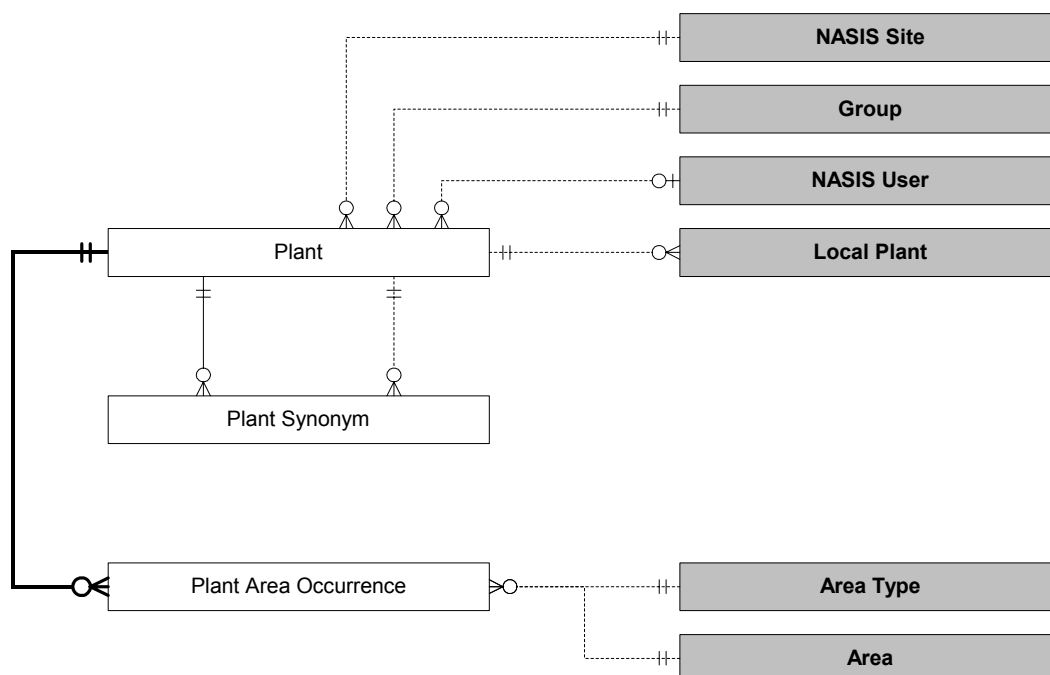 NASIS Site
Group
NASIS User
Plant
Local Plant
Plant Synonym
Plant Area Occurrence
Area Type
Area